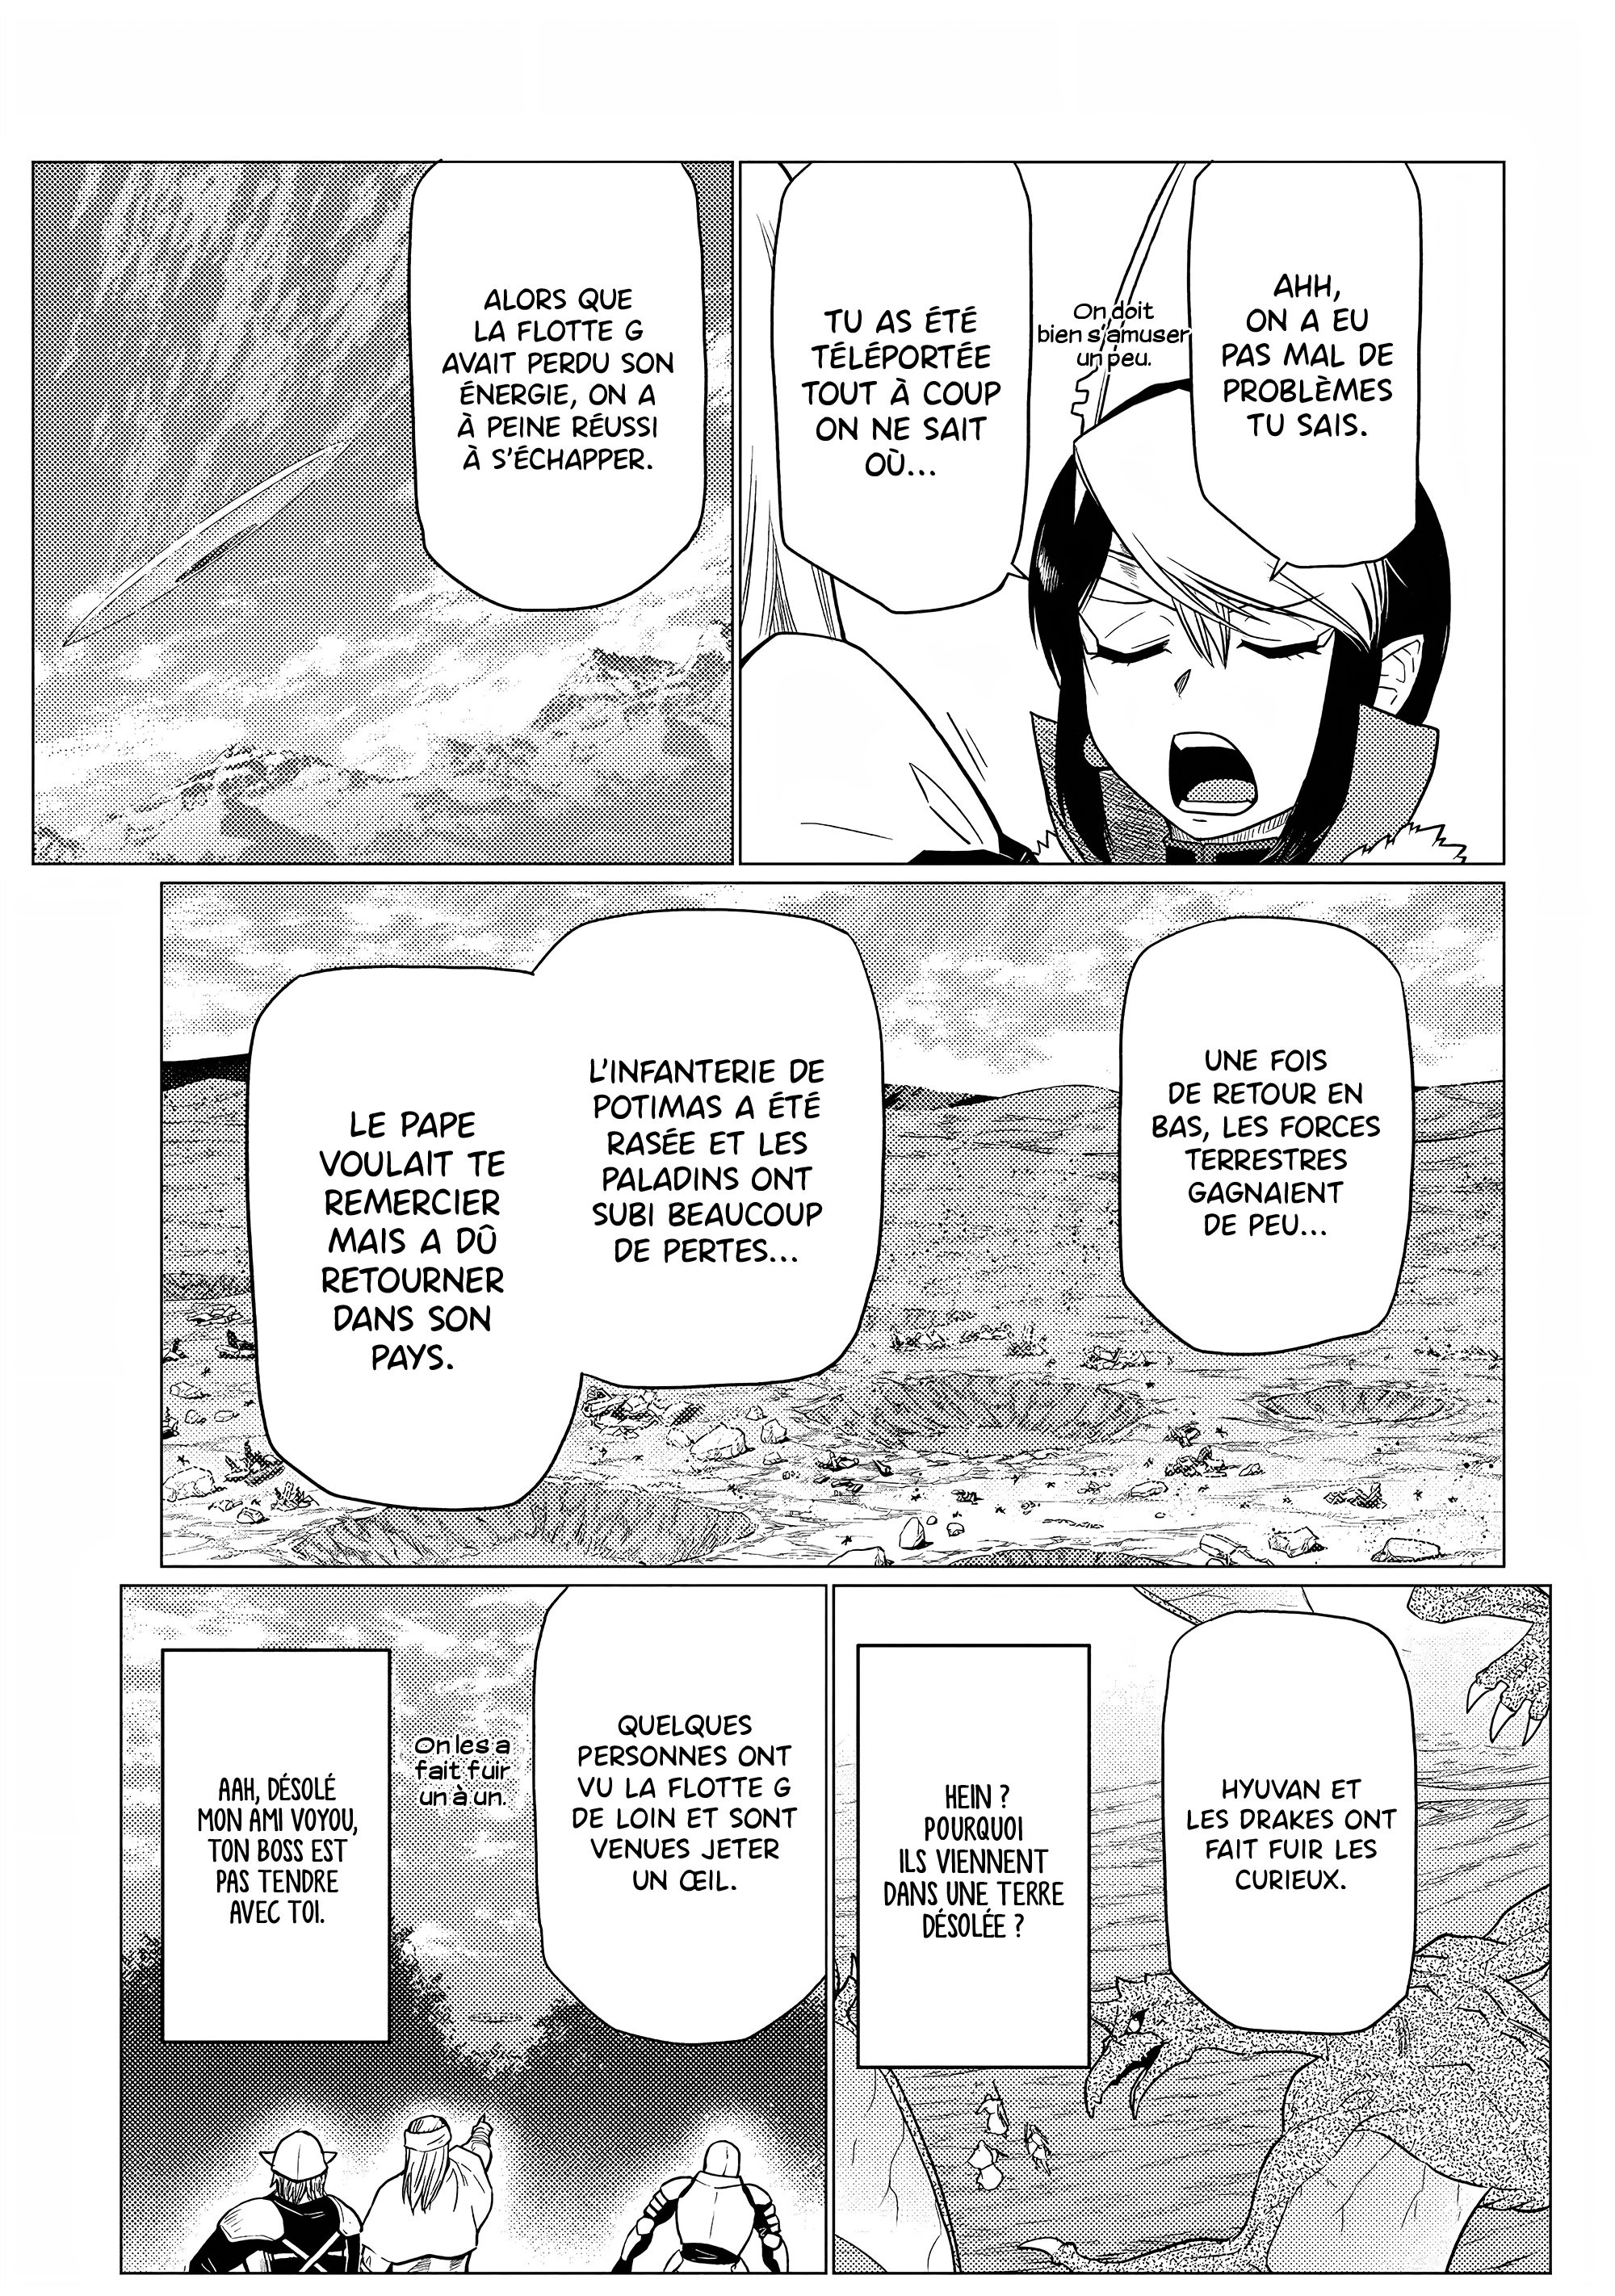 AHH,
ON A EU
PAS MAL DE
PROBLÈMES
TU SAIS.
On doit
bien s'amuser
un peu.
TU AS ÉTÉ
TÉLÉPORTÉE
TOUT À COUP
ON NE SAIT
OÙ...
ALORS QUE
LA FLOTTE G
AVAIT PERDU SON
ÉNERGIE, ON A
À PEINE RÉUSSI
À S'ÉCHAPPER.
UNE FOIS
DE RETOUR EN
BAS, LES FORCES
TERRESTRES
GAGNAIENT
DE PEU...
L'INFANTERIE DE
POTIMAS A ÉTÉ
RASÉE ET LES
PALADINS ONT
SUBI BEAUCOUP
DE PERTES...
LE PAPE
VOULAIT TE
REMERCIER
MAIS A DÛ
RETOURNER
DANS SON
PAYS.
HYUVAN ET
LES DRAKES ONT
FAIT FUIR LES
CURIEUX.
HEIN ?
POURQUOI
ILS VIENNENT
DANS UNE TERRE
DÉSOLÉE ?
QUELQUES
PERSONNES ONT
VU LA FLOTTE G
DE LOIN ET SONT
VENUES JETER
UN ŒIL.
On les a
fait fuir
un à un.
AAH, DÉSOLÉ
MON AMI VOYOU,
TON BOSS EST
PAS TENDRE
AVEC TOI.